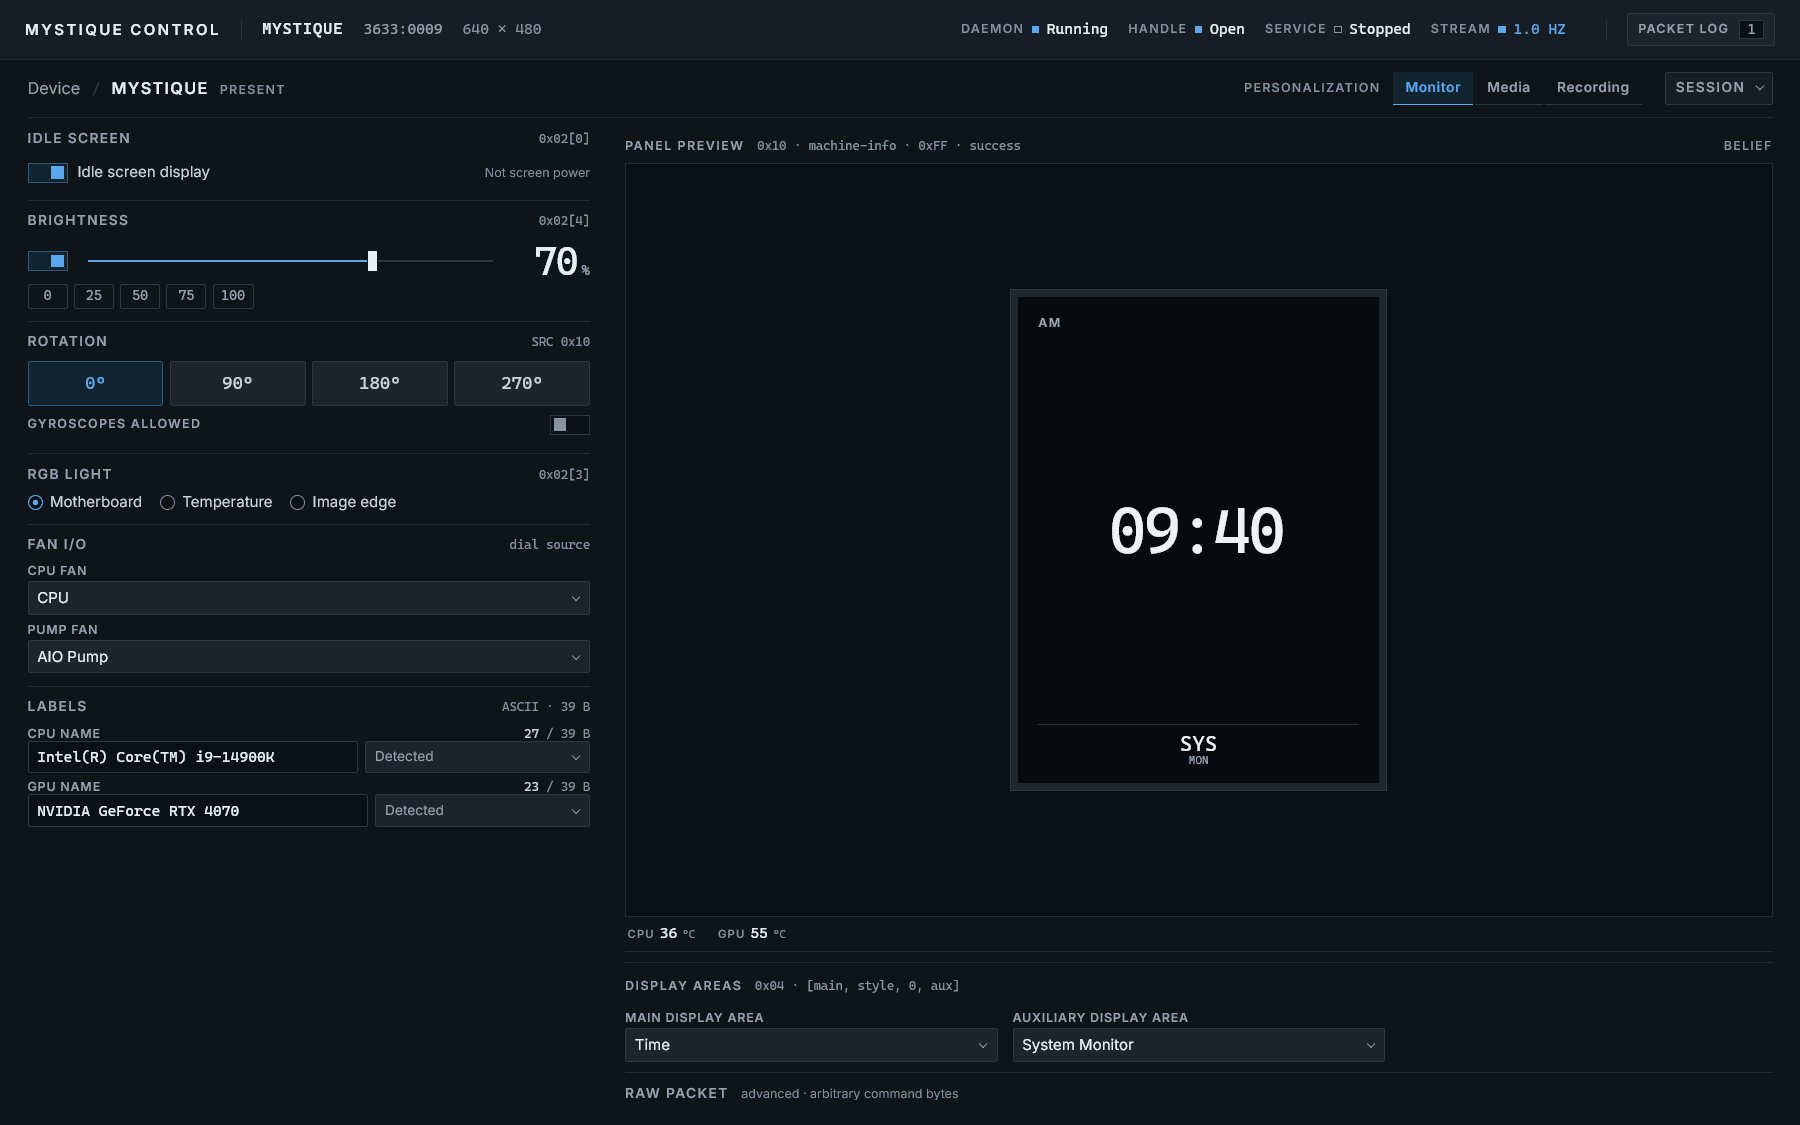 MYSTIQUE CONTROL MYSTIQUE 3633:0009 640 × 480 DAEMON Running HANDLE Open SERVICE Stopped STREAM 1.0 HZ PACKET LOG 1
Device / MYSTIQUE PRESENT PERSONALIZATION Monitor Media Recording SESSION
IDLE SCREEN 0x02[0]
Idle screen display Not screen power
BRIGHTNESS 0x02[4]
70 %
0 25 50 75 100
ROTATION SRC 0x10
0° 90° 180° 270°
GYROSCOPES ALLOWED
RGB LIGHT 0x02[3]
Motherboard Temperature Image edge
FAN I/O dial source
CPU FAN
CPU
PUMP FAN
AIO Pump
LABELS ASCII · 39 B
CPU NAME 27 / 39 B
Intel(R) Core(TM) i9-14900K Detected
GPU NAME 23 / 39 B
NVIDIA GeForce RTX 4070 Detected
PANEL PREVIEW 0x10 · machine-info · 0xFF · success BELIEF
AM
09:40
SYS
MON
CPU 36 °C GPU 55 °C
DISPLAY AREAS 0x04 · [main, style, 0, aux]
MAIN DISPLAY AREA AUXILIARY DISPLAY AREA
Time System Monitor
RAW PACKET advanced · arbitrary command bytes